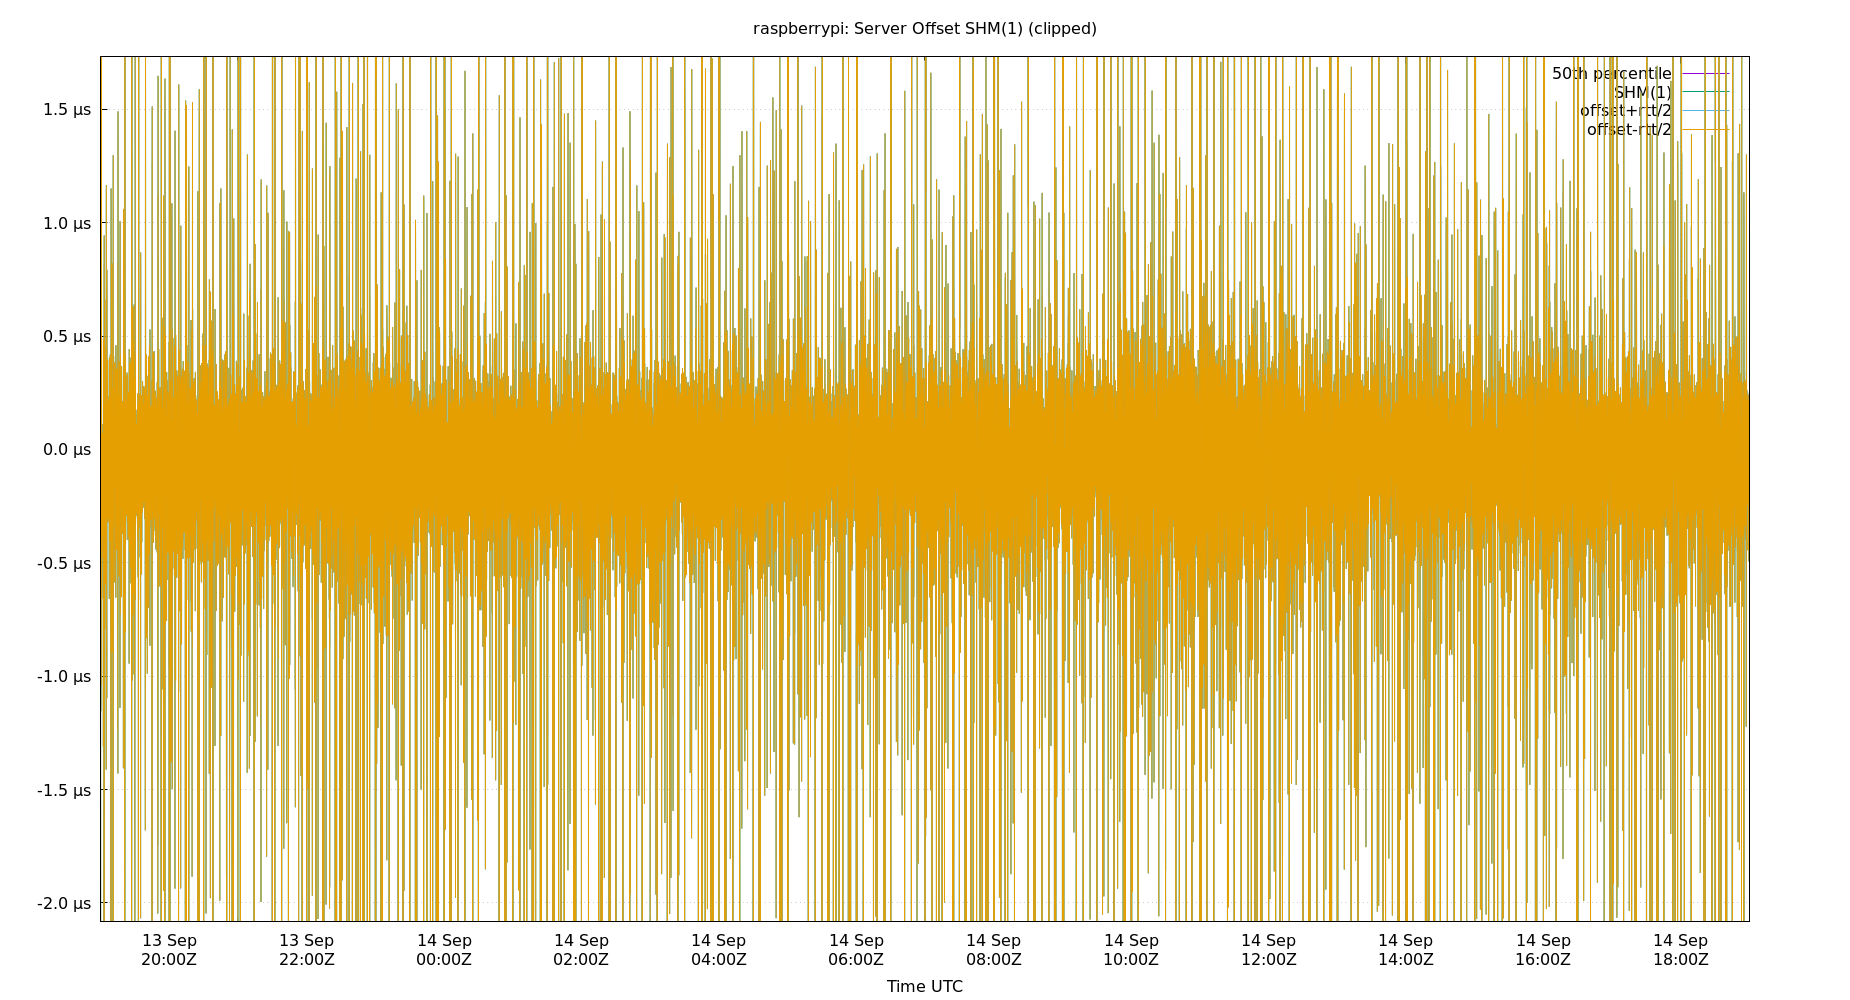 raspberrypi: Server Offset SHM(1) (clipped)
50th percentile
SHM(1)
offset+rtt/2
offset-rtt/2
1.5 µs
1.0 µs
0.5 µs
0.0 µs
-0.5 µs
-1.0 µs
-1.5 µs
-2.0 µs
13 Sep 13 Sep 14 Sep 14 Sep 14 Sep 14 Sep 14 Sep 14 Sep 14 Sep 14 Sep 14 Sep 14 Sep
20:00Z 22:00Z 00:00Z 02:00Z 04:00Z 06:00Z 08:00Z 10:00Z 12:00Z 14:00Z 16:00Z 18:00Z
Time UTC